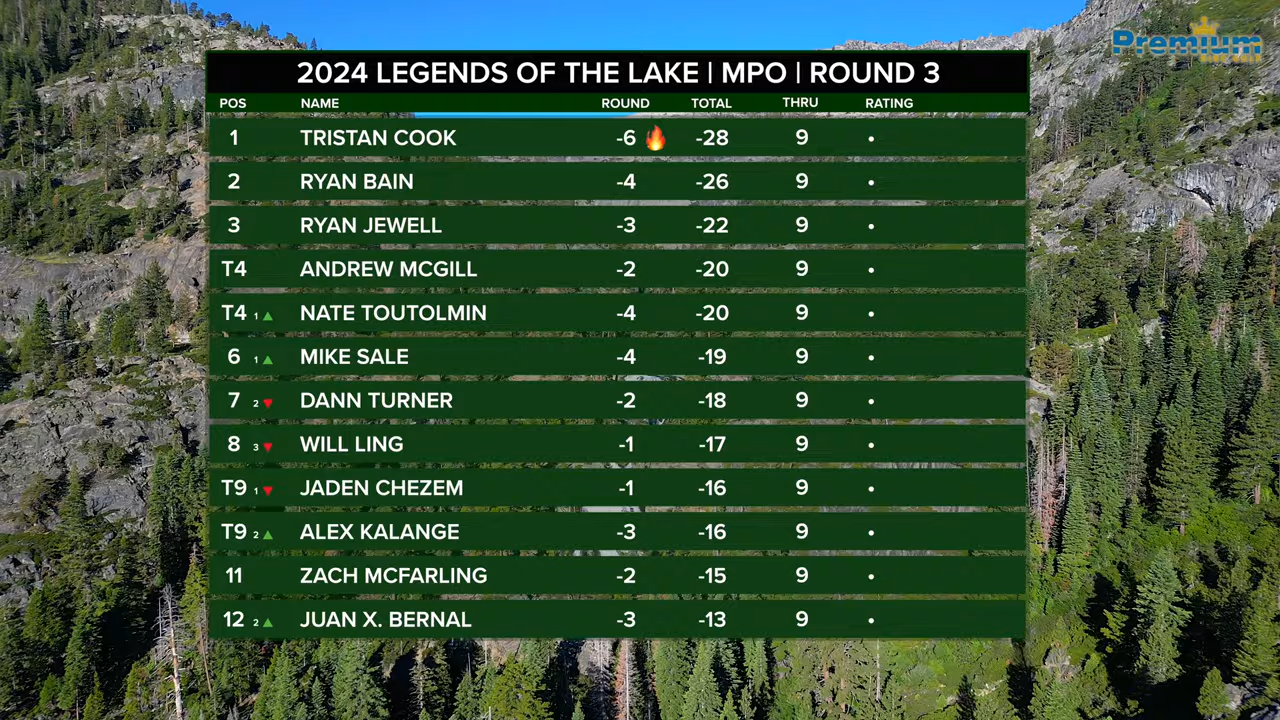 Premium
2024 LEGENDS OF THE LAKE | MPO | ROUND 3
POS NAME ROUND TOTAL THRU RATING
1 TRISTAN COOK -6 🔥 -28 9 •
2 RYAN BAIN -4 -26 9 •
3 RYAN JEWELL -3 -22 9 •
T4 ANDREW MCGILL -2 -20 9 •
T4 1 ▲ NATE TOUTOLMIN -4 -20 9 •
6 1 ▲ MIKE SALE -4 -19 9 •
7 2 ▼ DANN TURNER -2 -18 9 •
8 3 ▼ WILL LING -1 -17 9 •
T9 1 ▼ JADEN CHEZEM -1 -16 9 •
T9 2 ▲ ALEX KALANGE -3 -16 9 •
11 ZACH MCFARLING -2 -15 9 •
12 2 ▲ JUAN X. BERNAL -3 -13 9 •